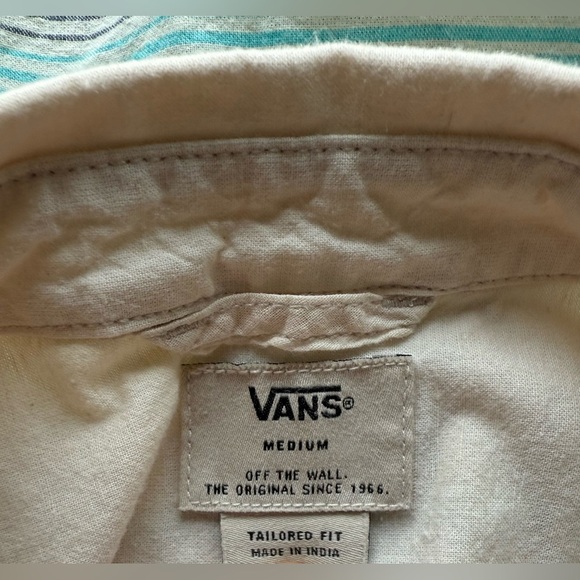 VANS®
MEDIUM
OFF THE WALL.
THE ORIGINAL SINCE 1966.
TAILORED FIT
MADE IN INDIA